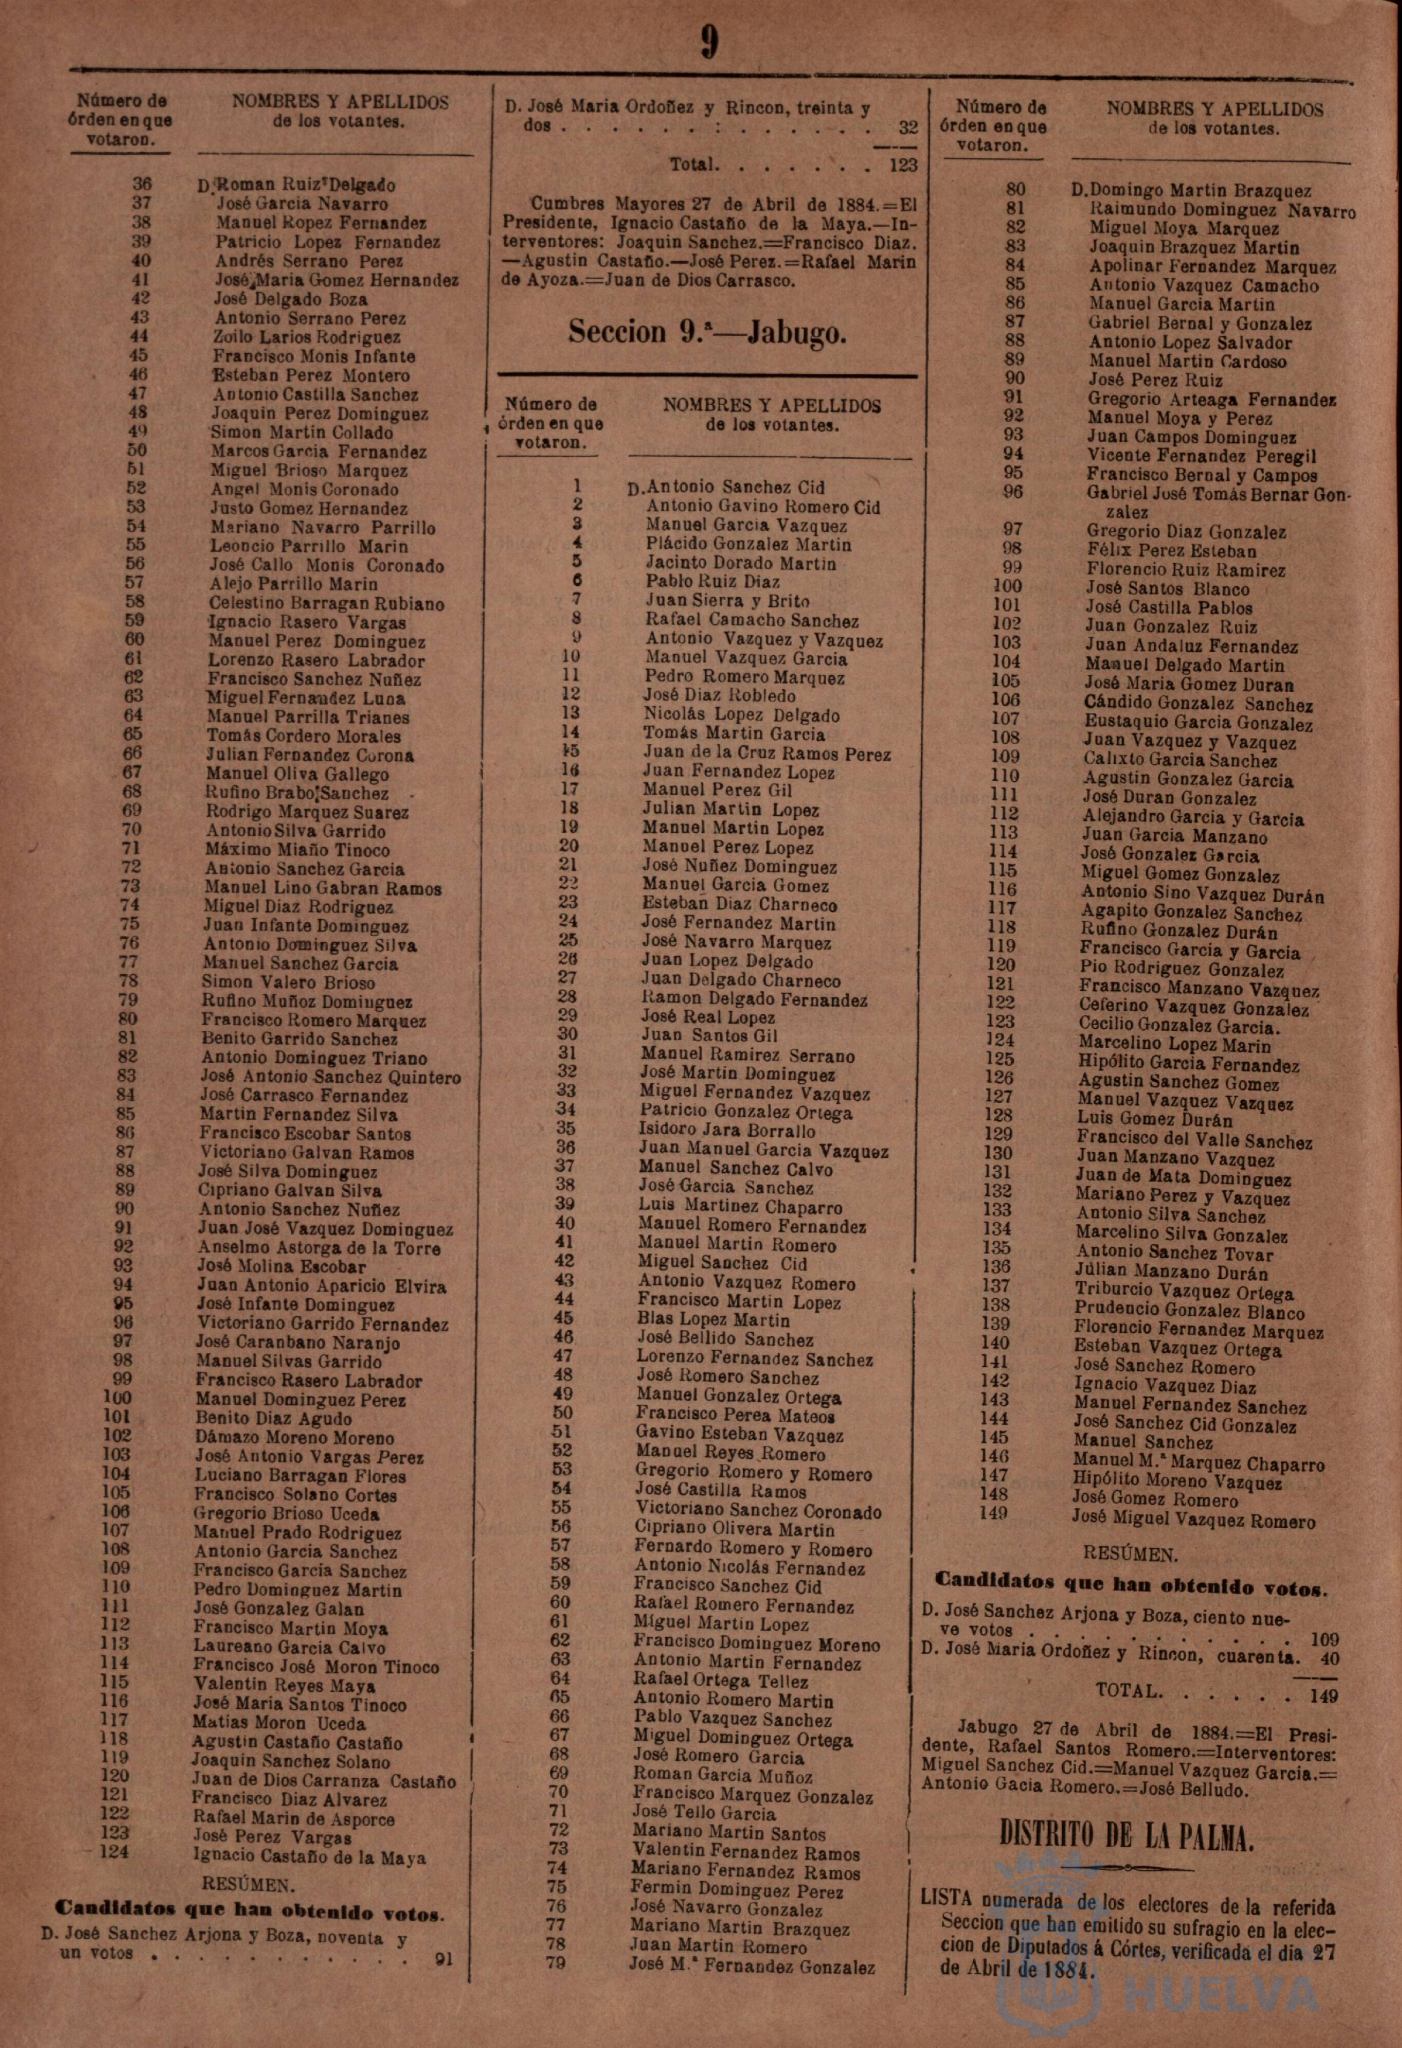 9
Número de
órden en que
votaron.
NOMBRES Y APELLIDOS
de los votantes.
36 D. Roman Ruiz Delgado
37 José Garcia Navarro
38 Manuel Ropez Fernandez
39 Patricio Lopez Fernandez
40 Andrés Serrano Perez
41 José Maria Gomez Hernandez
42 José Delgado Boza
43 Antonio Serrano Perez
44 Zoilo Larios Rodriguez
45 Francisco Monis Infante
46 Esteban Perez Montero
47 Antonio Castilla Sanchez
48 Joaquin Perez Dominguez
49 Simon Martin Collado
50 Marcos Garcia Fernandez
51 Miguel Brioso Marquez
52 Angel Monis Coronado
53 Justo Gomez Hernandez
54 Mariano Navarro Parrillo
55 Leoncio Parrillo Marin
56 José Callo Monis Coronado
57 Alejo Parrillo Marin
58 Celestino Barragan Rubiano
59 Ignacio Rasero Vargas
60 Manuel Perez Dominguez
61 Lorenzo Rasero Labrador
62 Francisco Sanchez Nuñez
63 Miguel Fernandez Luna
64 Manuel Parrilla Trianes
65 Tomás Cordero Morales
66 Julian Fernandez Corona
67 Manuel Oliva Gallego
68 Rufino Brabo Sanchez
69 Rodrigo Marquez Suarez
70 Antonio Silva Garrido
71 Máximo Miaño Tinoco
72 Antonio Sanchez Garcia
73 Manuel Lino Gabran Ramos
74 Miguel Diaz Rodriguez
75 Juan Infante Dominguez
76 Antonio Dominguez Silva
77 Manuel Sanchez Garcia
78 Simon Valero Brioso
79 Rufino Muñoz Dominguez
80 Francisco Romero Marquez
81 Benito Garrido Sanchez
82 Antonio Dominguez Triano
83 José Antonio Sanchez Quintero
84 José Carrasco Fernandez
85 Martin Fernandez Silva
86 Francisco Escobar Santos
87 Victoriano Galvan Ramos
88 José Silva Dominguez
89 Cipriano Galvan Silva
90 Antonio Sanchez Nuñez
91 Juan José Vazquez Dominguez
92 Anselmo Astorga de la Torre
93 José Molina Escobar
94 Juan Antonio Aparicio Elvira
95 José Infante Dominguez
96 Victoriano Garrido Fernandez
97 José Caranbano Naranjo
98 Manuel Silvas Garrido
99 Francisco Rasero Labrador
100 Manuel Dominguez Perez
101 Benito Diaz Agudo
102 Dámazo Moreno Moreno
103 José Antonio Vargas Perez
104 Luciano Barragan Flores
105 Francisco Solano Cortes
106 Gregorio Brioso Uceda
107 Manuel Prado Rodriguez
108 Antonio Garcia Sanchez
109 Francisco Garcia Sanchez
110 Pedro Dominguez Martin
111 José Gonzalez Galan
112 Francisco Martin Moya
113 Laureano Garcia Calvo
114 Francisco José Moron Tinoco
115 Valentin Reyes Maya
116 José Maria Santos Tinoco
117 Matias Moron Uceda
118 Agustin Castaño Castaño
119 Joaquin Sanchez Solano
120 Juan de Dios Carranza Castaño
121 Francisco Diaz Alvarez
122 Rafael Marin de Asporce
123 José Perez Vargas
124 Ignacio Castaño de la Maya
RESÚMEN.
Candidatos que han obtenido votos.
D. José Sanchez Arjona y Boza, noventa y
un votos . . . . . . . . . . 91
D. José Maria Ordoñez y Rincon, treinta y
dos . . . . . . : . . . . . . 32
Total. . . . . . . 123
Cumbres Mayores 27 de Abril de 1884.=El
Presidente, Ignacio Castaño de la Maya.—In-
terventores: Joaquin Sanchez.=Francisco Diaz.
—Agustin Castaño.—José Perez.=Rafael Marin
de Ayoza.=Juan de Dios Carrasco.
Seccion 9.ª—Jabugo.
Número de
órden en que
votaron.
NOMBRES Y APELLIDOS
de los votantes.
1 D. Antonio Sanchez Cid
2 Antonio Gavino Romero Cid
3 Manuel Garcia Vazquez
4 Plácido Gonzalez Martin
5 Jacinto Dorado Martin
6 Pablo Ruiz Diaz
7 Juan Sierra y Brito
8 Rafael Camacho Sanchez
9 Antonio Vazquez y Vazquez
10 Manuel Vazquez Garcia
11 Pedro Romero Marquez
12 José Diaz Robledo
13 Nicolás Lopez Delgado
14 Tomás Martin Garcia
15 Juan de la Cruz Ramos Perez
16 Juan Fernandez Lopez
17 Manuel Perez Gil
18 Julian Martin Lopez
19 Manuel Martin Lopez
20 Manuel Perez Lopez
21 José Nuñez Dominguez
22 Manuel Garcia Gomez
23 Esteban Diaz Charneco
24 José Fernandez Martin
25 José Navarro Marquez
26 Juan Lopez Delgado
27 Juan Delgado Charneco
28 Ramon Delgado Fernandez
29 José Real Lopez
30 Juan Santos Gil
31 Manuel Ramirez Serrano
32 José Martin Dominguez
33 Miguel Fernandez Vazquez
34 Patricio Gonzalez Ortega
35 Isidoro Jara Borrallo
36 Juan Manuel Garcia Vazquez
37 Manuel Sanchez Calvo
38 José Garcia Sanchez
39 Luis Martinez Chaparro
40 Manuel Romero Fernandez
41 Manuel Martin Romero
42 Miguel Sanchez Cid
43 Antonio Vazquez Romero
44 Francisco Martin Lopez
45 Blas Lopez Martin
46 José Bellido Sanchez
47 Lorenzo Fernandez Sanchez
48 José Romero Sanchez
49 Manuel Gonzalez Ortega
50 Francisco Perea Mateos
51 Gavino Esteban Vazquez
52 Manuel Reyes Romero
53 Gregorio Romero y Romero
54 José Castilla Ramos
55 Victoriano Sanchez Coronado
56 Cipriano Olivera Martin
57 Fernardo Romero y Romero
58 Antonio Nicolás Fernandez
59 Francisco Sanchez Cid
60 Rafael Romero Fernandez
61 Miguel Martin Lopez
62 Francisco Dominguez Moreno
63 Antonio Martin Fernandez
64 Rafael Ortega Tellez
65 Antonio Romero Martin
66 Pablo Vazquez Sanchez
67 Miguel Dominguez Ortega
68 José Romero Garcia
69 Roman Garcia Muñoz
70 Francisco Marquez Gonzalez
71 José Tello Garcia
72 Mariano Martin Santos
73 Valentin Fernandez Ramos
74 Mariano Fernandez Ramos
75 Fermin Dominguez Perez
76 José Navarro Gonzalez
77 Mariano Martin Brazquez
78 Juan Martin Romero
79 José M.ª Fernandez Gonzalez
Número de
órden en que
votaron.
NOMBRES Y APELLIDOS
de los votantes.
80 D. Domingo Martin Brazquez
81 Raimundo Dominguez Navarro
82 Miguel Moya Marquez
83 Joaquin Brazquez Martin
84 Apolinar Fernandez Marquez
85 Antonio Vazquez Camacho
86 Manuel Garcia Martin
87 Gabriel Bernal y Gonzalez
88 Antonio Lopez Salvador
89 Manuel Martin Cardoso
90 José Perez Ruiz
91 Gregorio Arteaga Fernandez
92 Manuel Moya y Perez
93 Juan Campos Dominguez
94 Vicente Fernandez Peregil
95 Francisco Bernal y Campos
96 Gabriel José Tomás Bernar Gon-
zalez
97 Gregorio Diaz Gonzalez
98 Félix Perez Esteban
99 Florencio Ruiz Ramirez
100 José Santos Blanco
101 José Castilla Pablos
102 Juan Gonzalez Ruiz
103 Juan Andaluz Fernandez
104 Manuel Delgado Martin
105 José Maria Gomez Duran
106 Cándido Gonzalez Sanchez
107 Eustaquio Garcia Gonzalez
108 Juan Vazquez y Vazquez
109 Calixto Garcia Sanchez
110 Agustin Gonzalez Garcia
111 José Duran Gonzalez
112 Alejandro Garcia y Garcia
113 Juan Garcia Manzano
114 José Gonzalez Garcia
115 Miguel Gomez Gonzalez
116 Antonio Sino Vazquez Durán
117 Agapito Gonzalez Sanchez
118 Rufino Gonzalez Durán
119 Francisco Garcia y Garcia
120 Pio Rodriguez Gonzalez
121 Francisco Manzano Vazquez
122 Ceferino Vazquez Gonzalez
123 Cecilio Gonzalez Garcia.
124 Marcelino Lopez Marin
125 Hipólito Garcia Fernandez
126 Agustin Sanchez Gomez
127 Manuel Vazquez Vazquez
128 Luis Gomez Durán
129 Francisco del Valle Sanchez
130 Juan Manzano Vazquez
131 Juan de Mata Dominguez
132 Mariano Perez y Vazquez
133 Antonio Silva Sanchez
134 Marcelino Silva Gonzalez
135 Antonio Sanchez Tovar
136 Julian Manzano Durán
137 Triburcio Vazquez Ortega
138 Prudencio Gonzalez Blanco
139 Florencio Fernandez Marquez
140 Esteban Vazquez Ortega
141 José Sanchez Romero
142 Ignacio Vazquez Diaz
143 Manuel Fernandez Sanchez
144 José Sanchez Cid Gonzalez
145 Manuel Sanchez
146 Manuel M.ª Marquez Chaparro
147 Hipólito Moreno Vazquez
148 José Gomez Romero
149 José Miguel Vazquez Romero
RESÚMEN.
Candidatos que han obtenido votos.
D. José Sanchez Arjona y Boza, ciento nue-
ve votos . . . . . . . . . . . 109
D. José Maria Ordoñez y Rincon, cuarenta. 40
TOTAL. . . . . . 149
Jabugo 27 de Abril de 1884.=El Presi-
dente, Rafael Santos Romero.=Interventores:
Miguel Sanchez Cid.=Manuel Vazquez Garcia.=
Antonio Gacia Romero.=José Belludo.
DISTRITO DE LA PALMA.
LISTA numerada de los electores de la referida
Seccion que han emitido su sufragio en la elec-
cion de Diputados á Córtes, verificada el dia 27
de Abril de 1884.
HUELVA